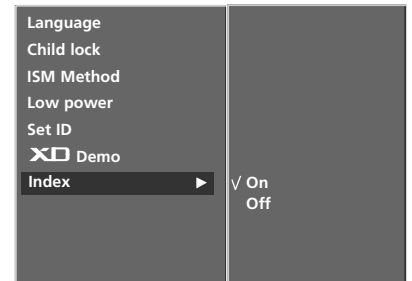 Language
Child lock
ISM Method
Low power
Set ID
XD Demo
Index ▶ √ On
Off